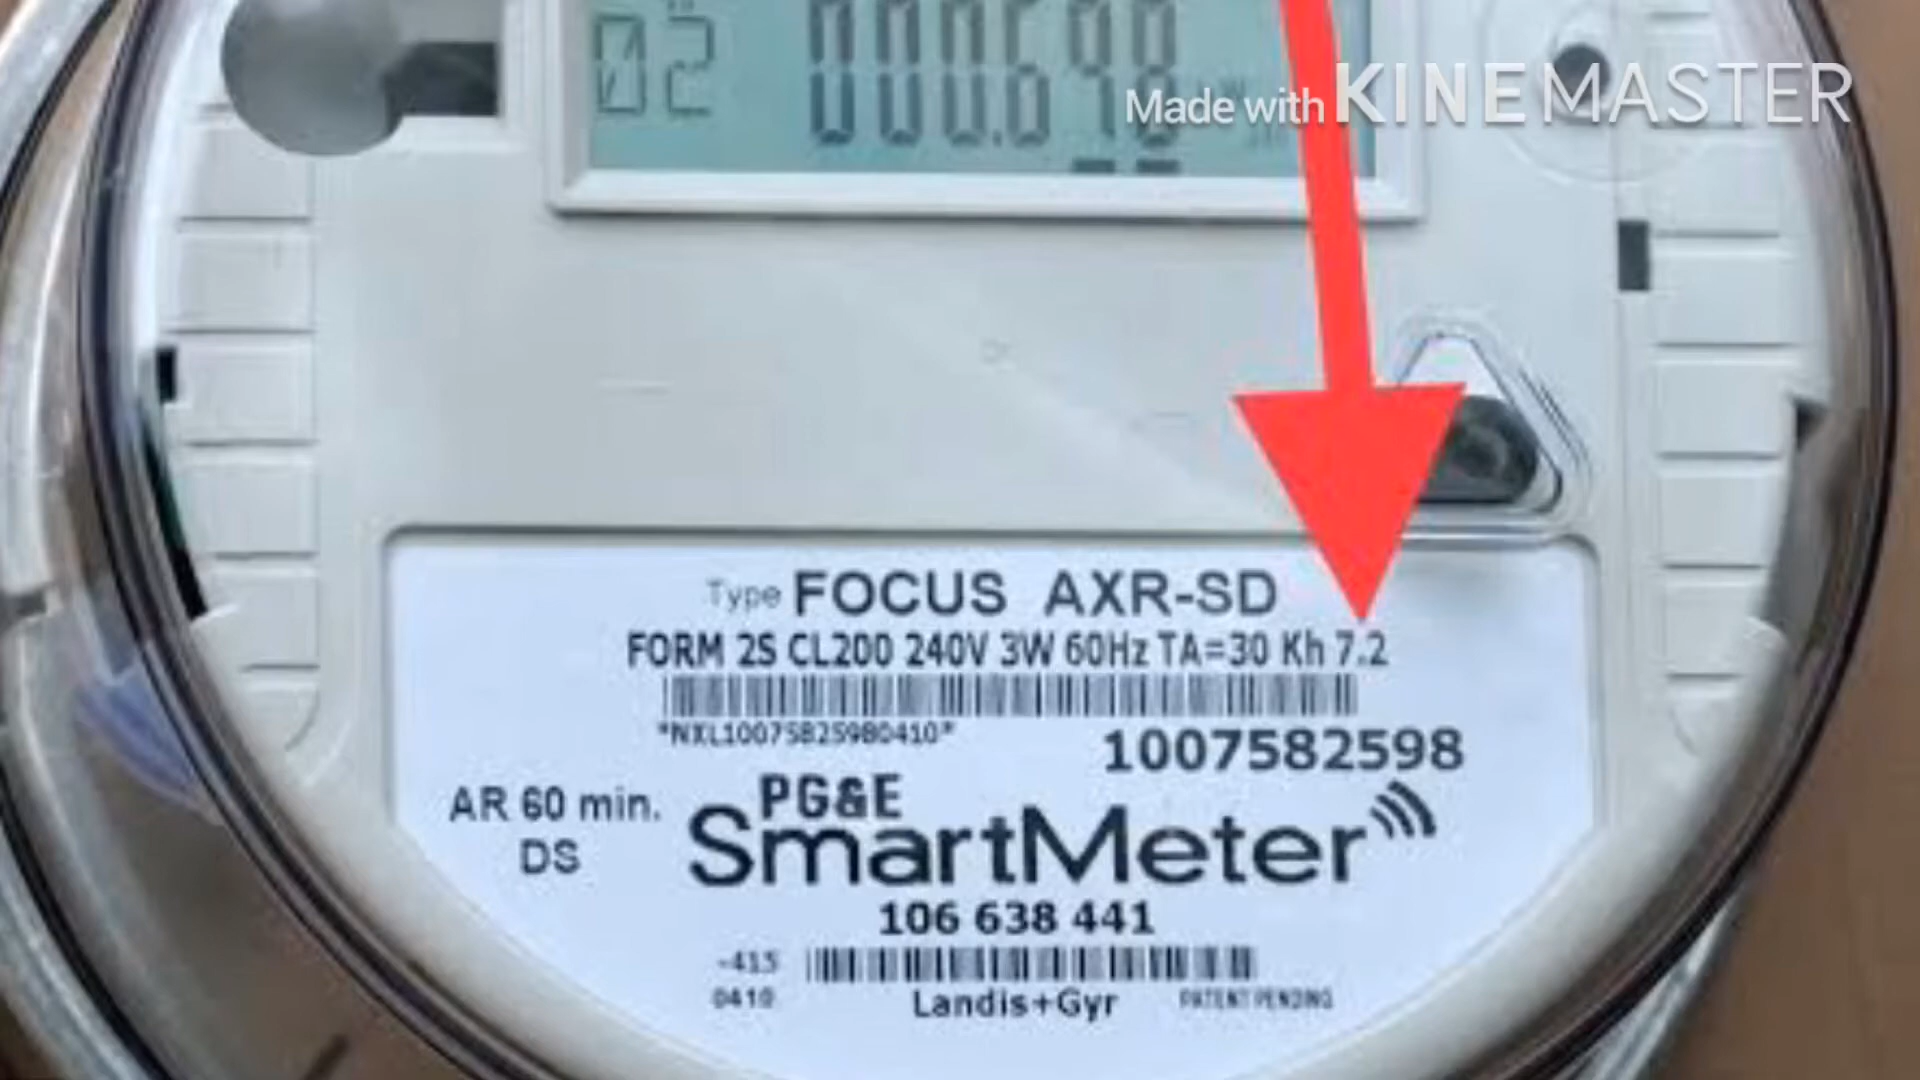 02 000.698
Made with KINEMASTER
Type FOCUS AXR-SD
FORM 2S CL200 240V 3W 60Hz TA=30 Kh 7.2
*NXL10075825980410*
1007582598
AR 60 min.
DS
PG&E
SmartMeter
106 638 441
-415
0410
Landis+Gyr
PATENT PENDING